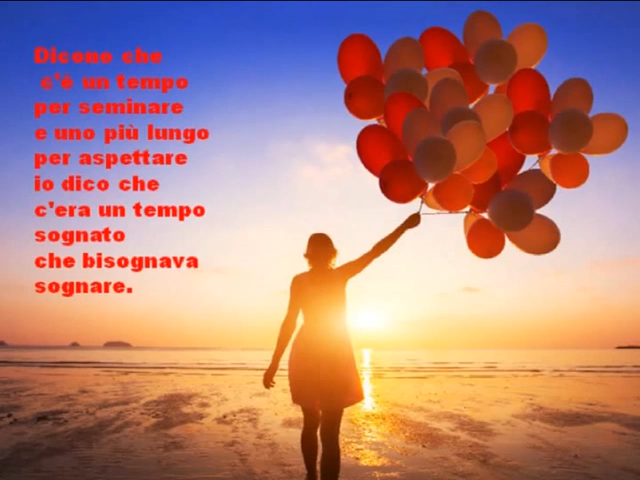 Dicono che
c'è un tempo
per seminare
e uno più lungo
per aspettare
io dico che
c'era un tempo
sognato
che bisognava
sognare.